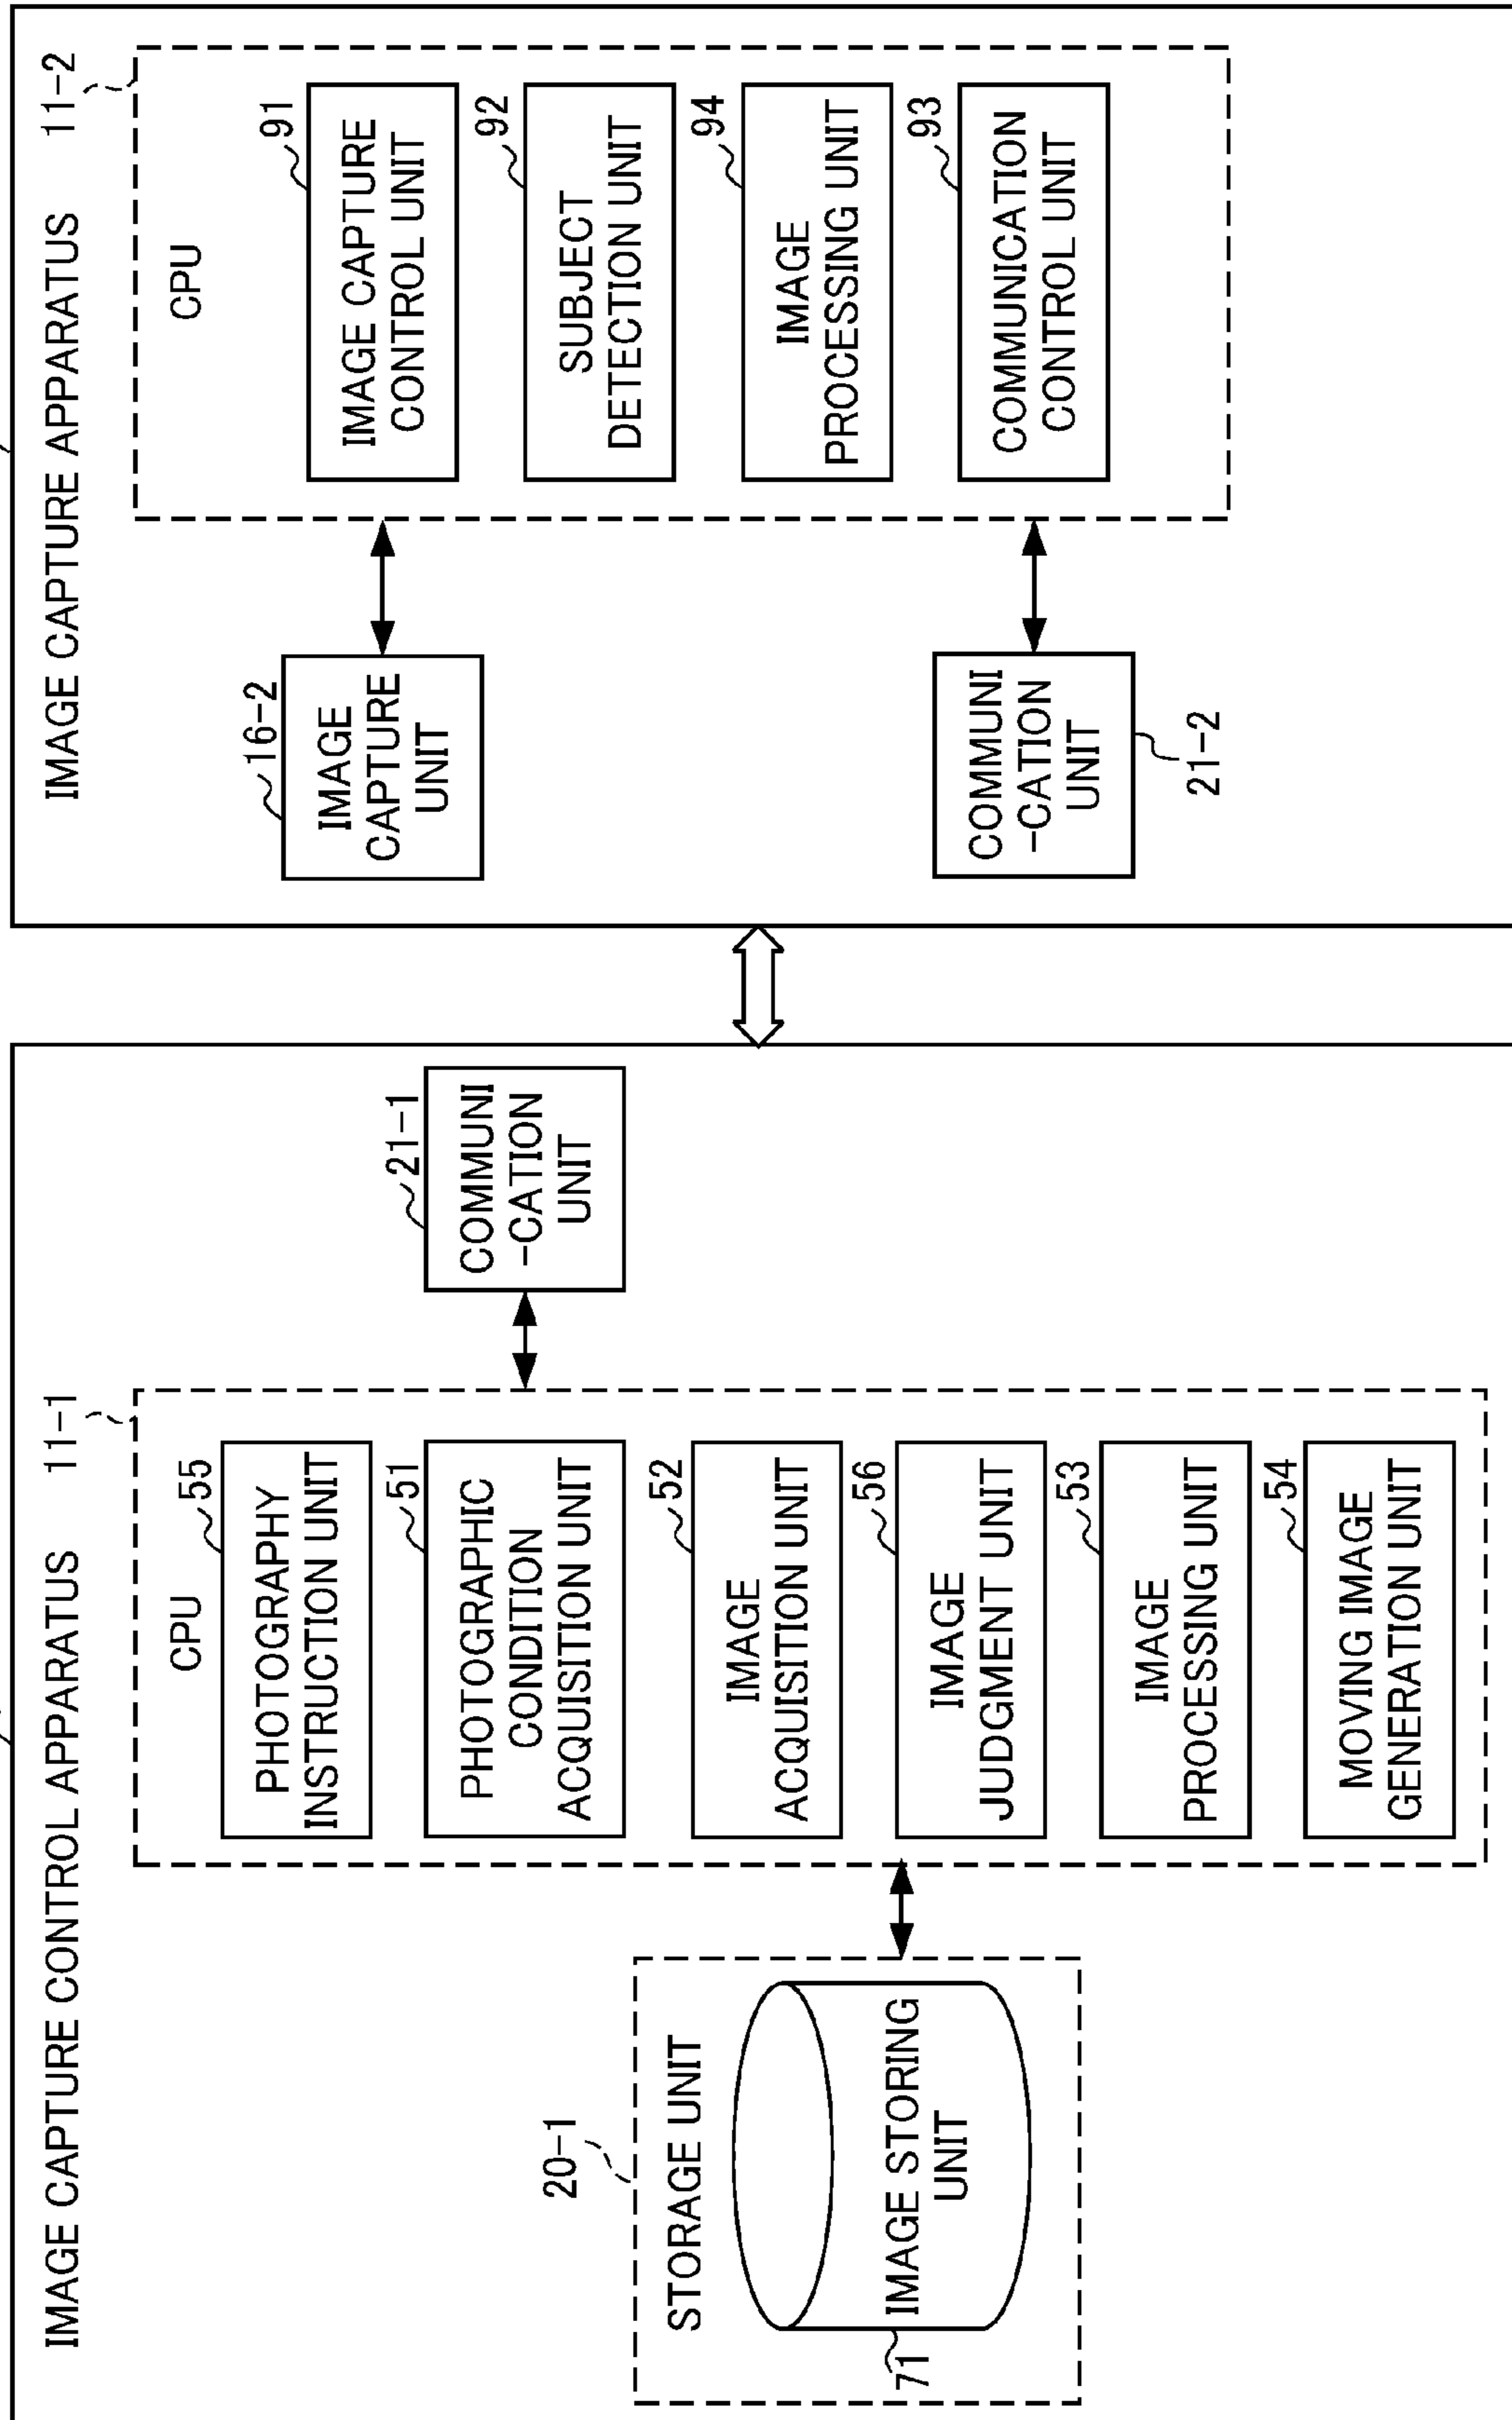 IMAGE CAPTURE CONTROL APPARATUS
11-1
CPU
55
PHOTOGRAPHY
INSTRUCTION UNIT
51
PHOTOGRAPHIC
CONDITION
ACQUISITION UNIT
52
IMAGE
ACQUISITION UNIT
56
IMAGE
JUDGMENT UNIT
53
IMAGE
PROCESSING UNIT
54
MOVING IMAGE
GENERATION UNIT
20-1
STORAGE UNIT
IMAGE STORING
UNIT
71
21-1
COMMUNI
-CATION
UNIT
IMAGE CAPTURE APPARATUS
11-2
CPU
16-2
IMAGE
CAPTURE
UNIT
91
IMAGE CAPTURE
CONTROL UNIT
92
SUBJECT
DETECTION UNIT
94
IMAGE
PROCESSING UNIT
93
COMMUNICATION
CONTROL UNIT
COMMUNI
-CATION
UNIT
21-2